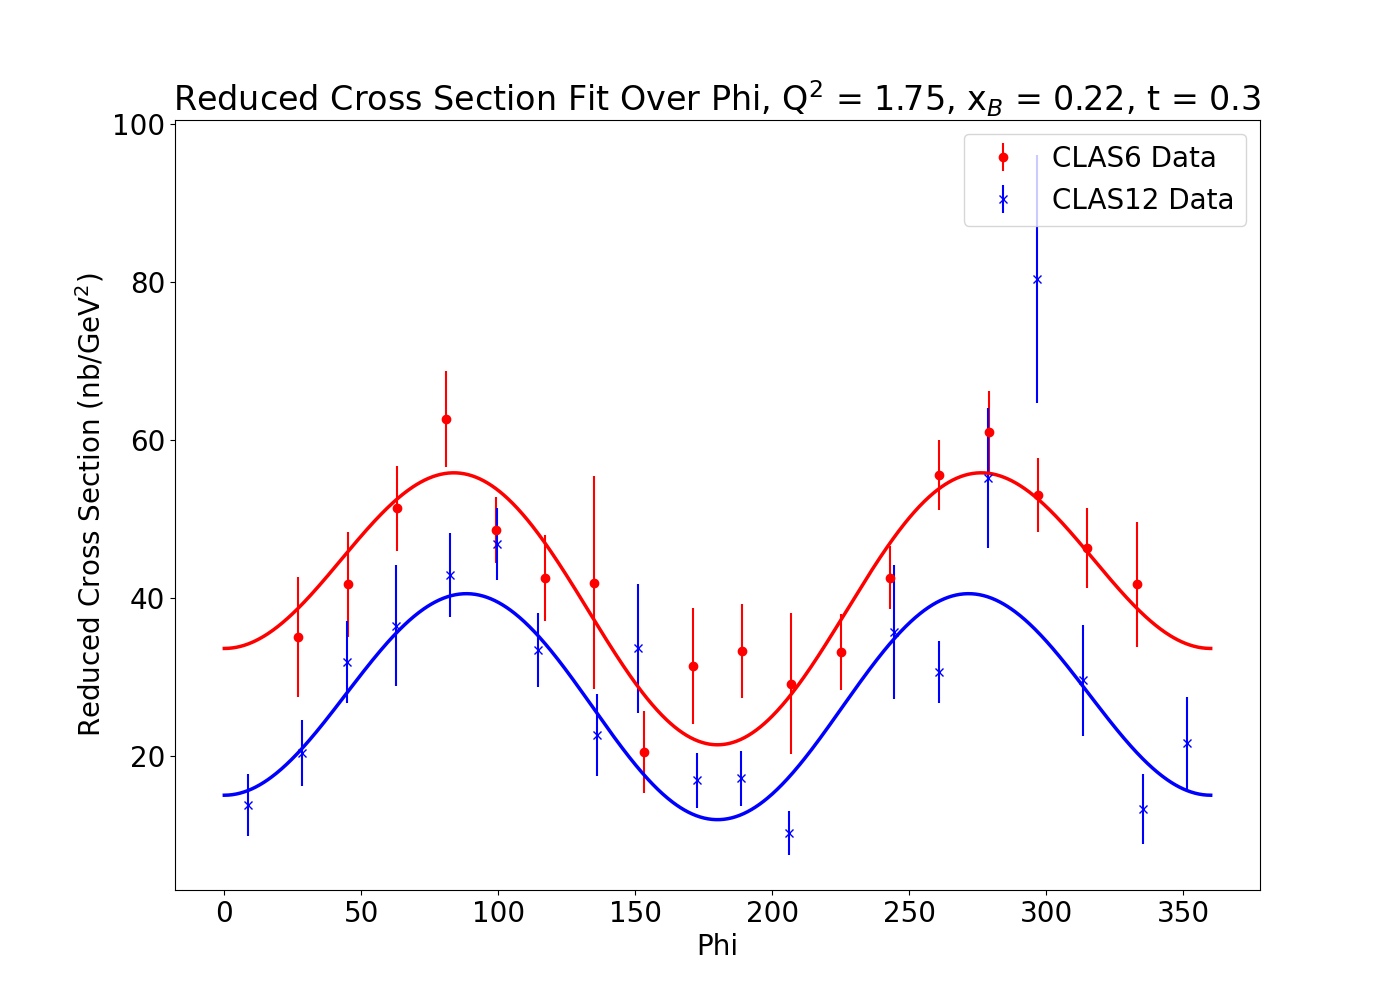 Reduced Cross Section Fit Over Phi, Q² = 1.75, x_B = 0.22, t = 0.3
CLAS6 Data
CLAS12 Data
Reduced Cross Section (nb/GeV²)
100
80
60
40
20
0 50 100 150 200 250 300 350
Phi